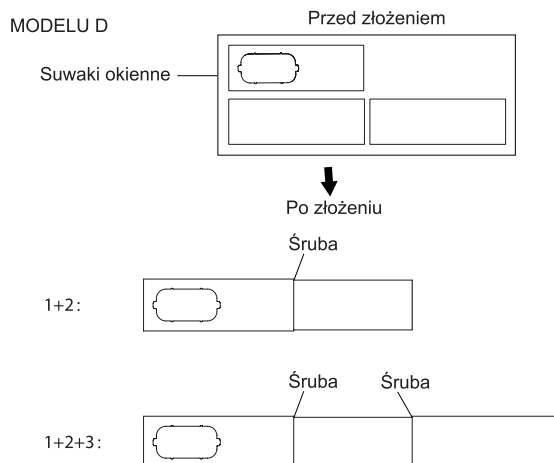 MODELU D
Przed złożeniem
Suwaki okienne
Po złożeniu
Śruba
1+2:
Śruba Śruba
1+2+3: